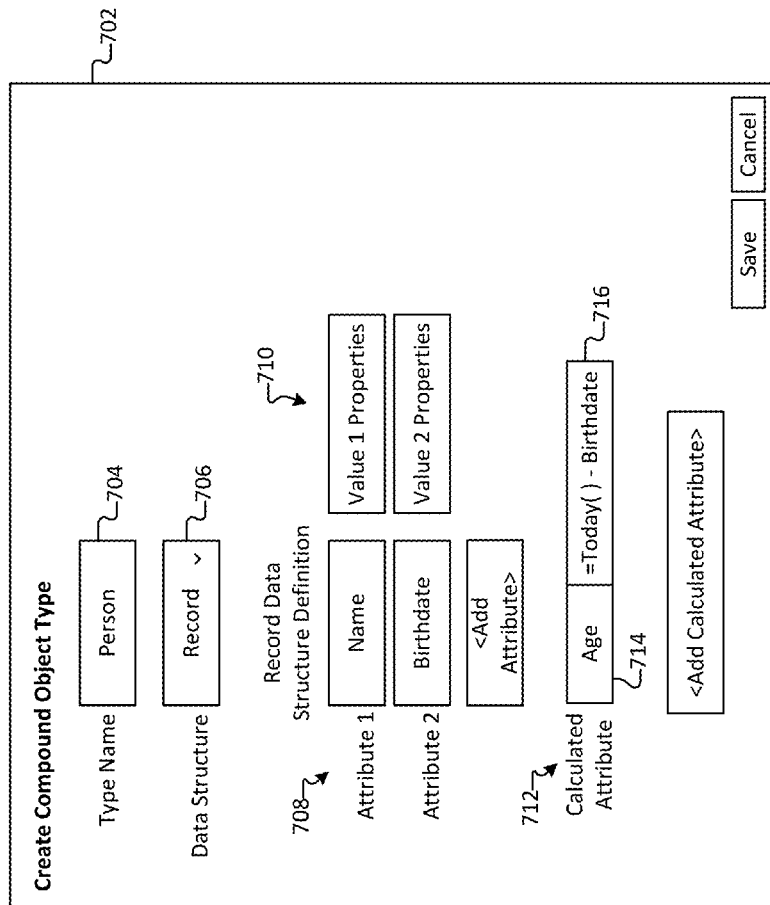 702
Create Compound Object Type
Type Name
Person
704
Data Structure
Record
706
Record Data
Structure Definition
710
708
Attribute 1
Name
Value 1 Properties
Attribute 2
Birthdate
Value 2 Properties
<Add
Attribute>
712
Calculated
Attribute
Age
=Today( ) - Birthdate
716
714
<Add Calculated Attribute>
Save
Cancel